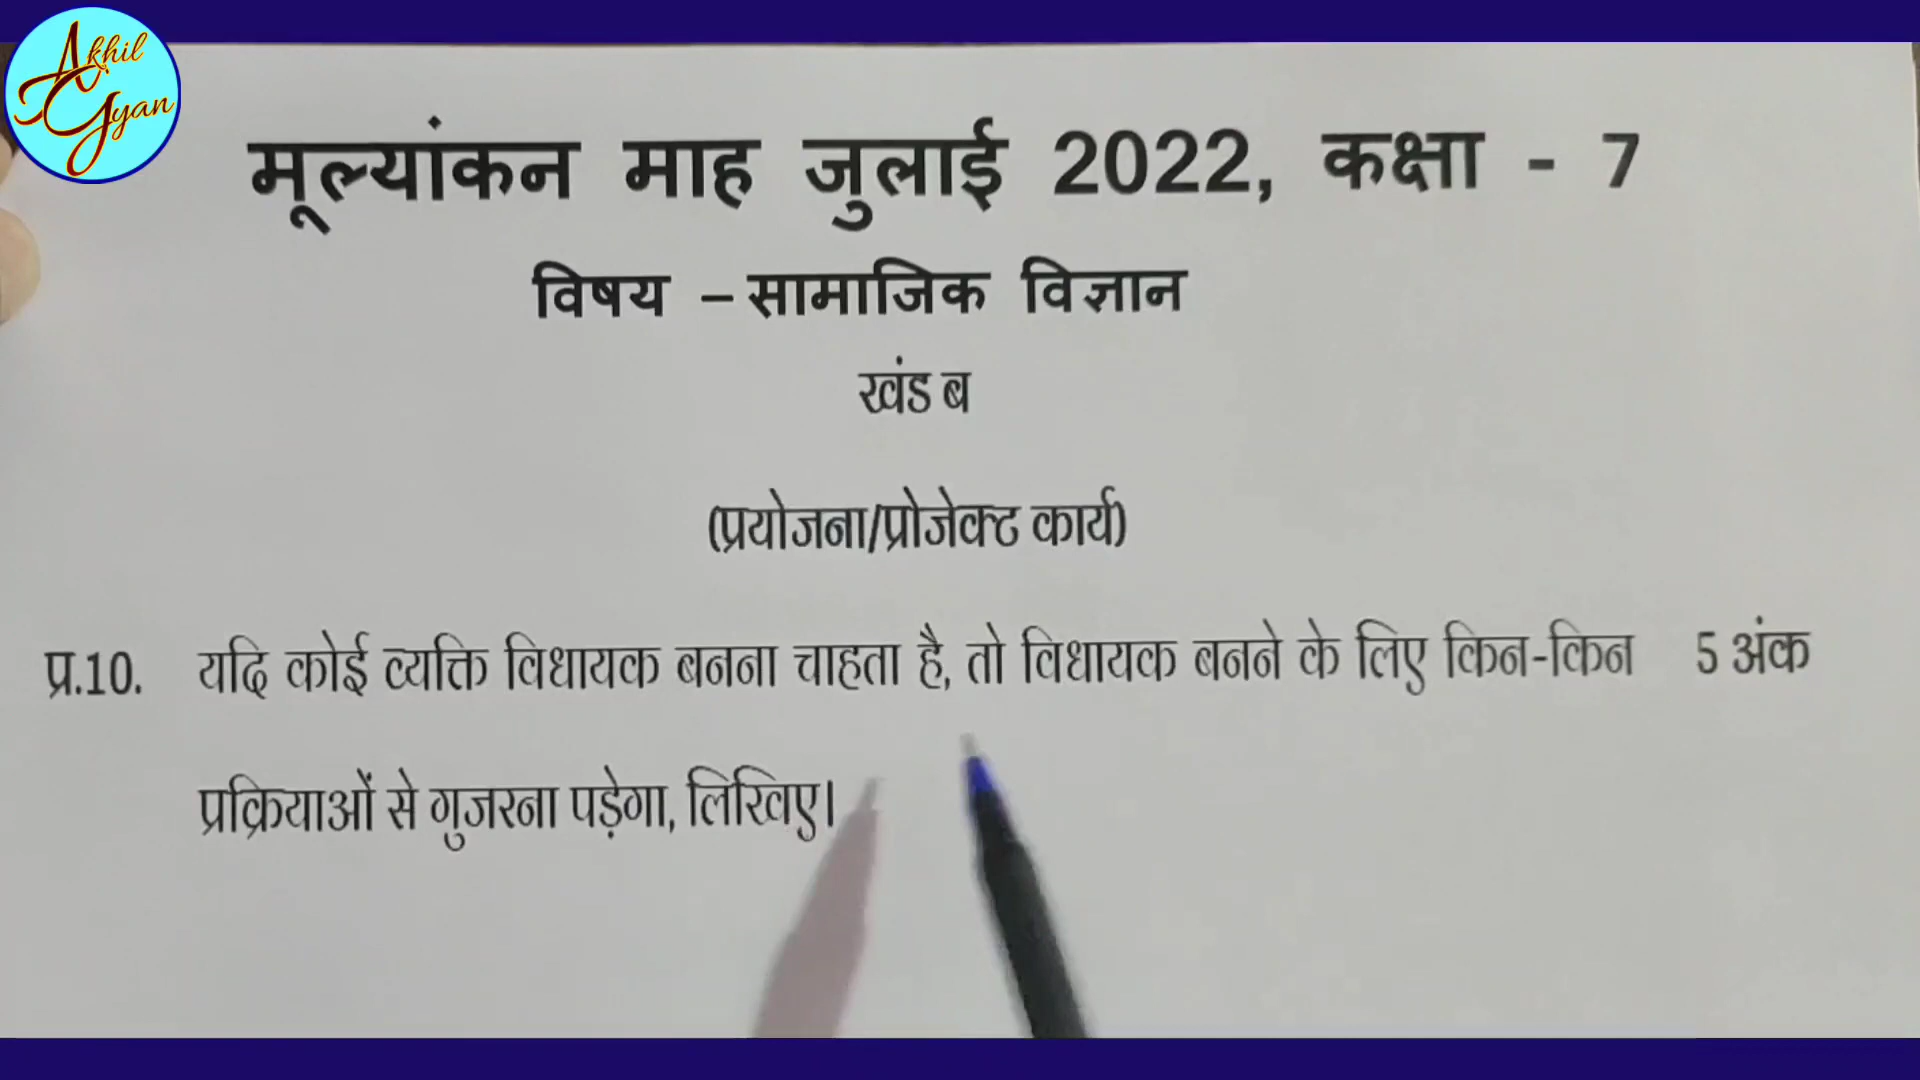 Akhil
Gyan
मूल्यांकन माह जुलाई 2022, कक्षा - 7
विषय – सामाजिक विज्ञान
खंड ब
(प्रयोजना/प्रोजेक्ट कार्य)
प्र.10. यदि कोई व्यक्ति विधायक बनना चाहता है, तो विधायक बनने के लिए किन-किन 5 अंक
प्रक्रियाओं से गुजरना पड़ेगा, लिखिए।